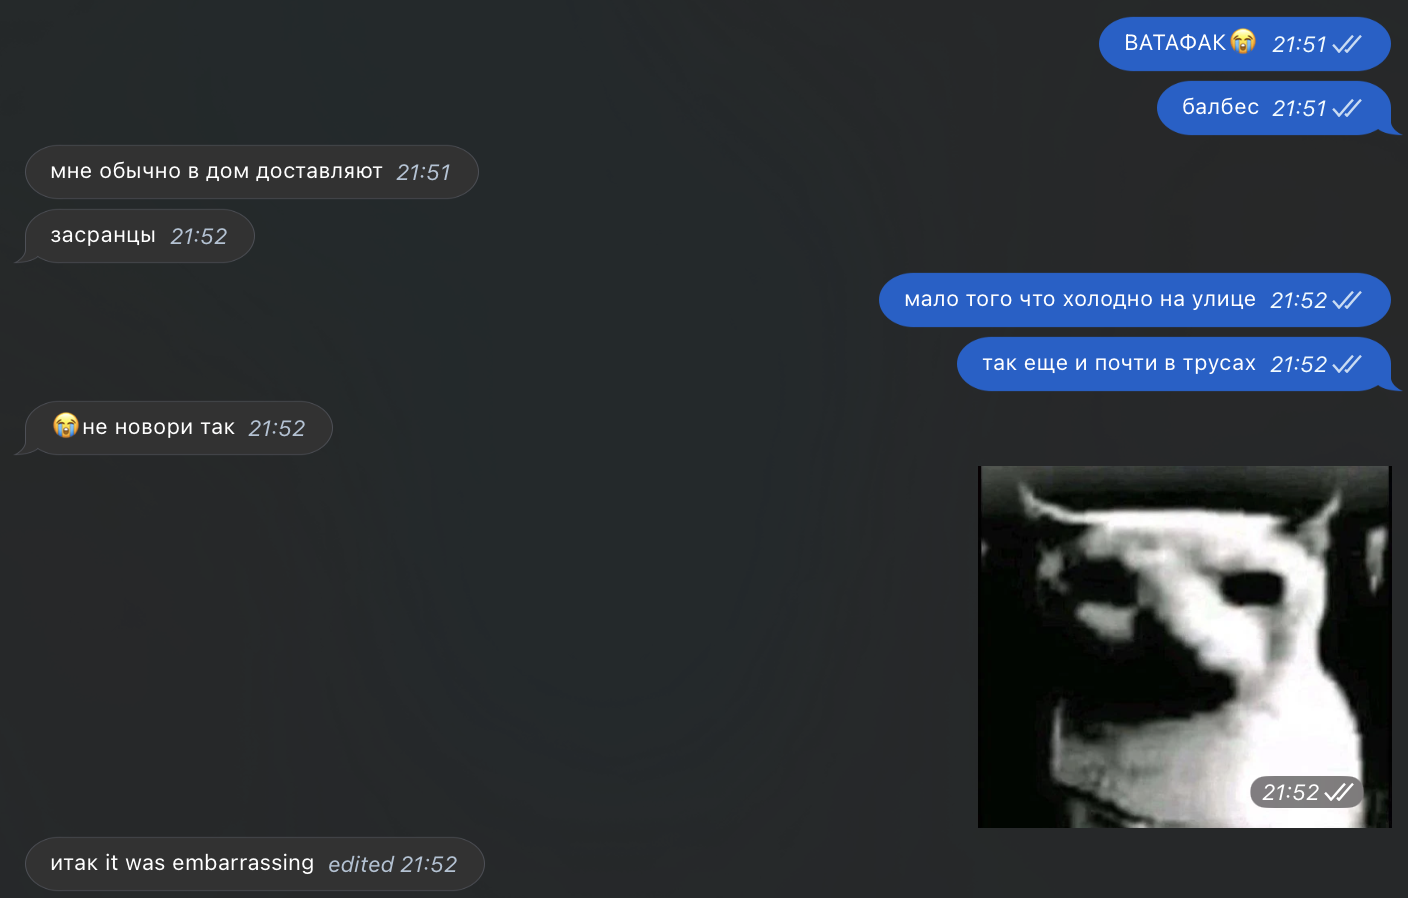 ВАТАФАК😭 21:51
балбес 21:51
мне обычно в дом доставляют 21:51
засранцы 21:52
мало того что холодно на улице 21:52
так еще и почти в трусах 21:52
😭не новори так 21:52
21:52
итак it was embarrassing edited 21:52